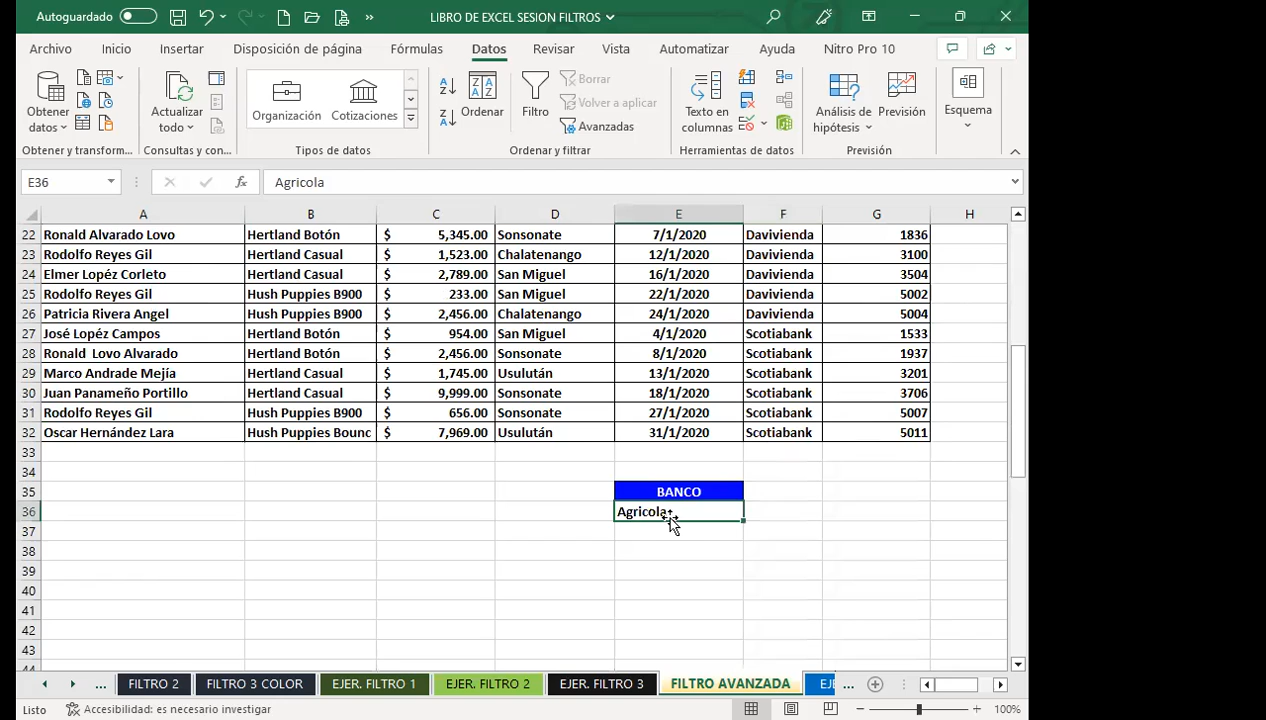 Autoguardado
LIBRO DE EXCEL SESION FILTROS
Archivo Inicio Insertar Disposición de página Fórmulas Datos Revisar Vista Automatizar Ayuda Nitro Pro 10
Obtener datos
Actualizar todo
Organización Cotizaciones
Ordenar
Filtro
Borrar
Volver a aplicar
Avanzadas
Texto en columnas
Análisis de hipótesis
Previsión
Esquema
Obtener y transform... Consultas y con... Tipos de datos Ordenar y filtrar Herramientas de datos Previsión
E36 fx Agricola
A B C D E F G H
22 Ronald Alvarado Lovo Hertland Botón $ 5,345.00 Sonsonate 7/1/2020 Davivienda 1836
23 Rodolfo Reyes Gil Hertland Casual $ 1,523.00 Chalatenango 12/1/2020 Davivienda 3100
24 Elmer Lopéz Corleto Hertland Casual $ 2,789.00 San Miguel 16/1/2020 Davivienda 3504
25 Rodolfo Reyes Gil Hush Puppies B900 $ 233.00 San Miguel 22/1/2020 Davivienda 5002
26 Patricia Rivera Angel Hush Puppies B900 $ 2,456.00 Chalatenango 24/1/2020 Davivienda 5004
27 José Lopéz Campos Hertland Botón $ 954.00 San Miguel 4/1/2020 Scotiabank 1533
28 Ronald Lovo Alvarado Hertland Botón $ 2,456.00 Sonsonate 8/1/2020 Scotiabank 1937
29 Marco Andrade Mejía Hertland Casual $ 1,745.00 Usulután 13/1/2020 Scotiabank 3201
30 Juan Panameño Portillo Hertland Casual $ 9,999.00 Sonsonate 18/1/2020 Scotiabank 3706
31 Rodolfo Reyes Gil Hush Puppies B900 $ 656.00 Sonsonate 27/1/2020 Scotiabank 5007
32 Oscar Hernández Lara Hush Puppies Bounc $ 7,969.00 Usulután 31/1/2020 Scotiabank 5011
33
34
35 BANCO
36 Agricola
37
38
39
40
41
42
43
44
... FILTRO 2 FILTRO 3 COLOR EJER. FILTRO 1 EJER. FILTRO 2 EJER. FILTRO 3 FILTRO AVANZADA EJE ...
Listo Accesibilidad: es necesario investigar 100%